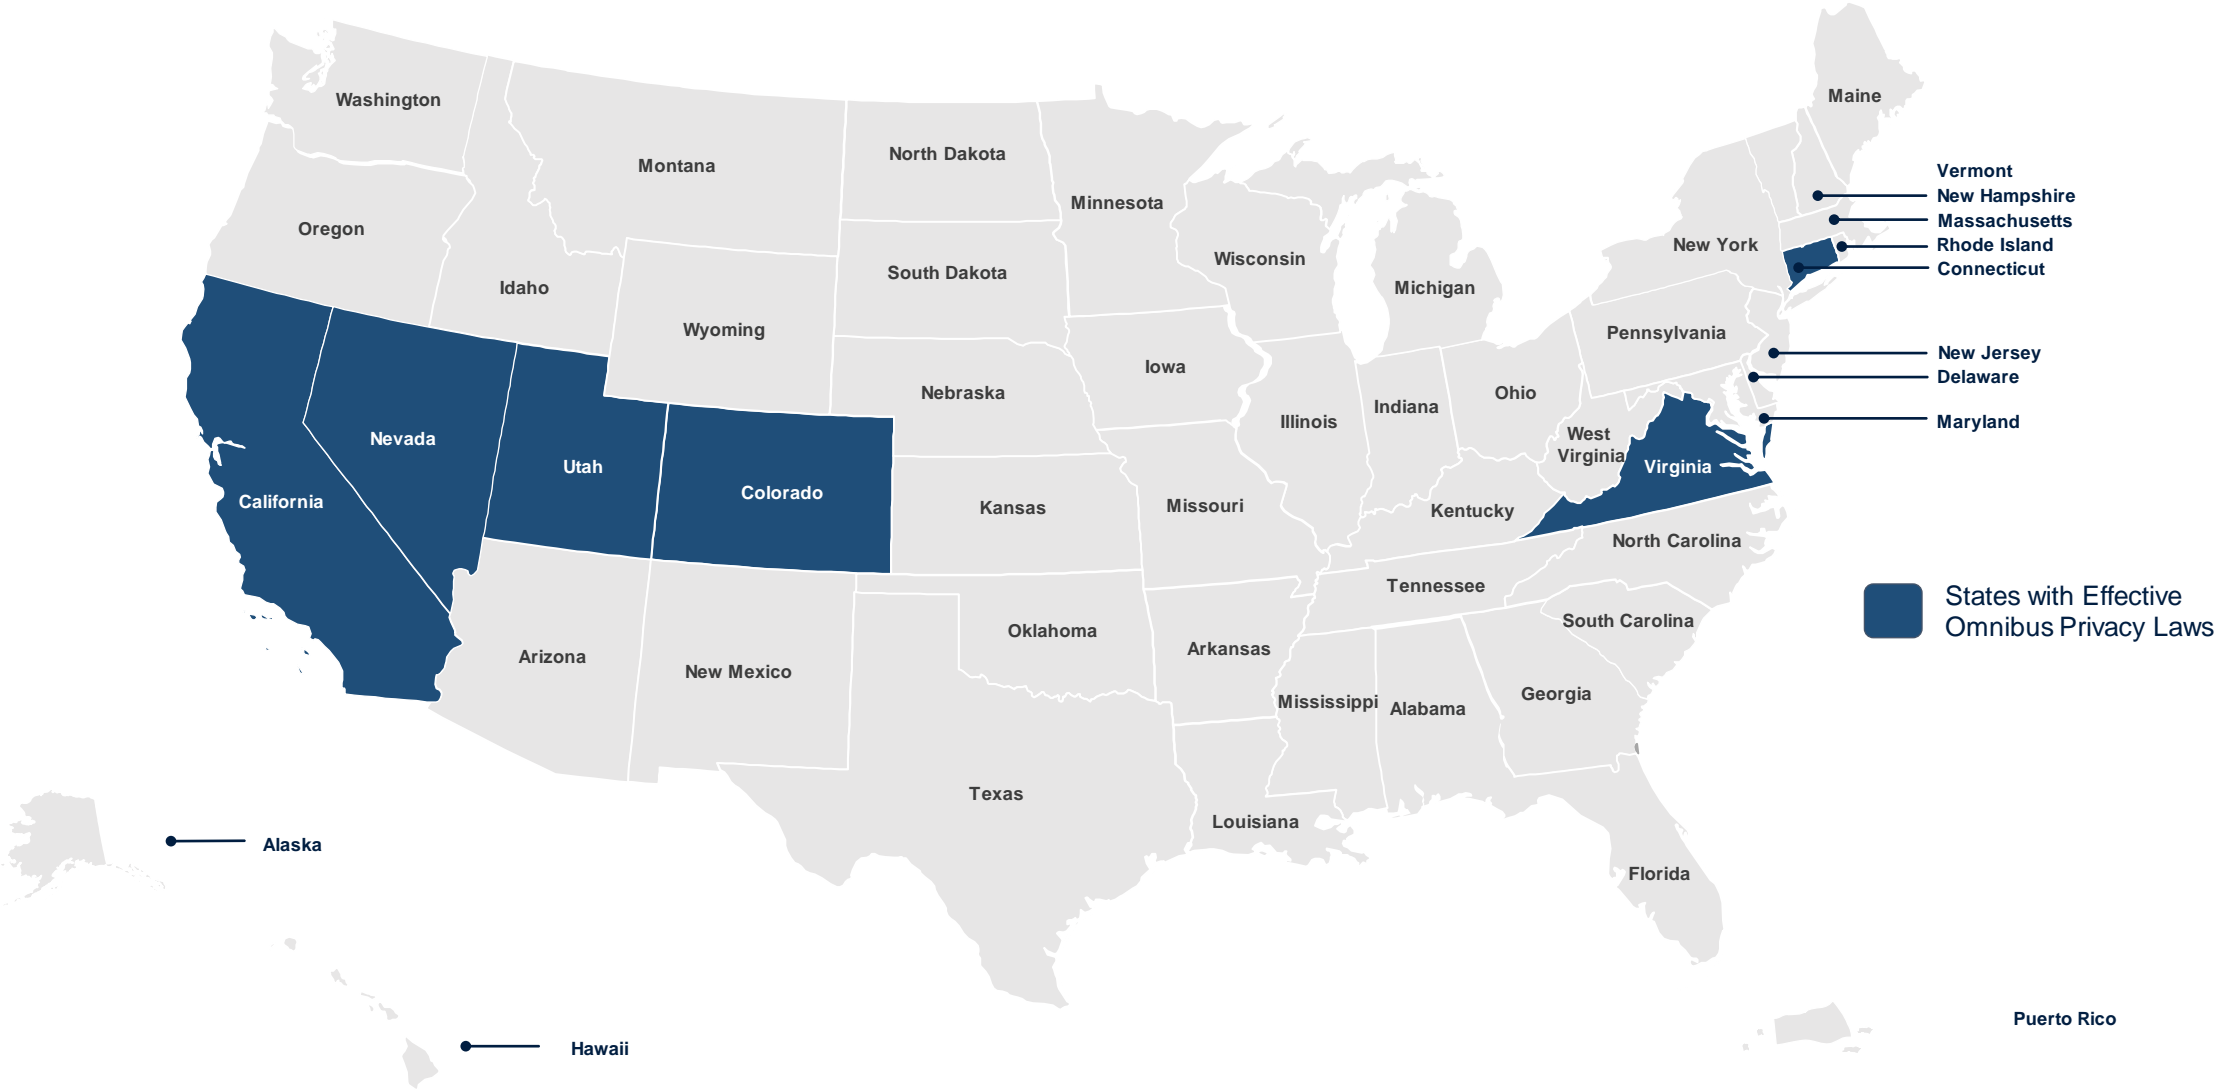 Washington
Montana
North Dakota
Minnesota
Maine
Vermont
New Hampshire
Massachusetts
Rhode Island
Connecticut
Oregon
Idaho
Wyoming
South Dakota
Wisconsin
Michigan
New York
Pennsylvania
New Jersey
Delaware
Maryland
Nebraska
Iowa
Illinois
Indiana
Ohio
West
Virginia
Virginia
Nevada
Utah
Colorado
California
Kansas
Missouri
Kentucky
North Carolina
Tennessee
South Carolina
States with Effective
Omnibus Privacy Laws
Arizona
New Mexico
Oklahoma
Arkansas
Mississippi
Alabama
Georgia
Texas
Louisiana
Florida
Alaska
Hawaii
Puerto Rico